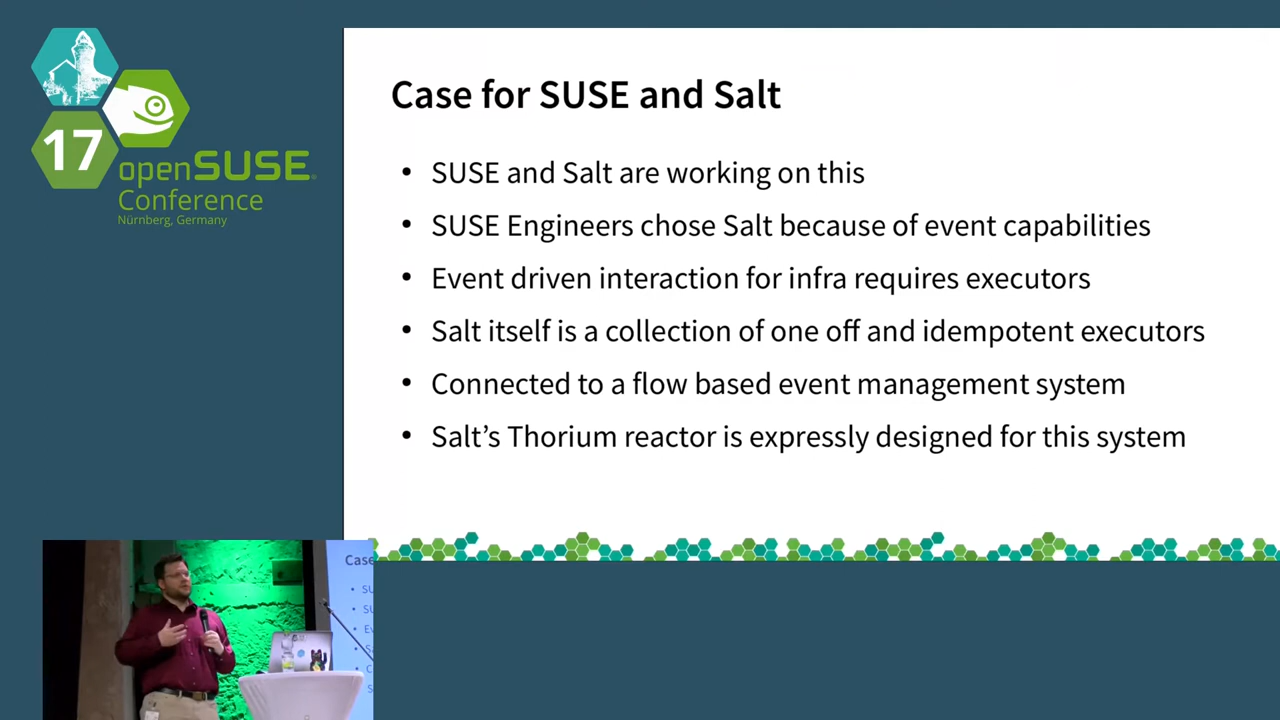 17
openSUSE
Conference
Nürnberg, Germany
Case for SUSE and Salt
• SUSE and Salt are working on this
• SUSE Engineers chose Salt because of event capabilities
• Event driven interaction for infra requires executors
• Salt itself is a collection of one off and idempotent executors
• Connected to a flow based event management system
• Salt’s Thorium reactor is expressly designed for this system
Case